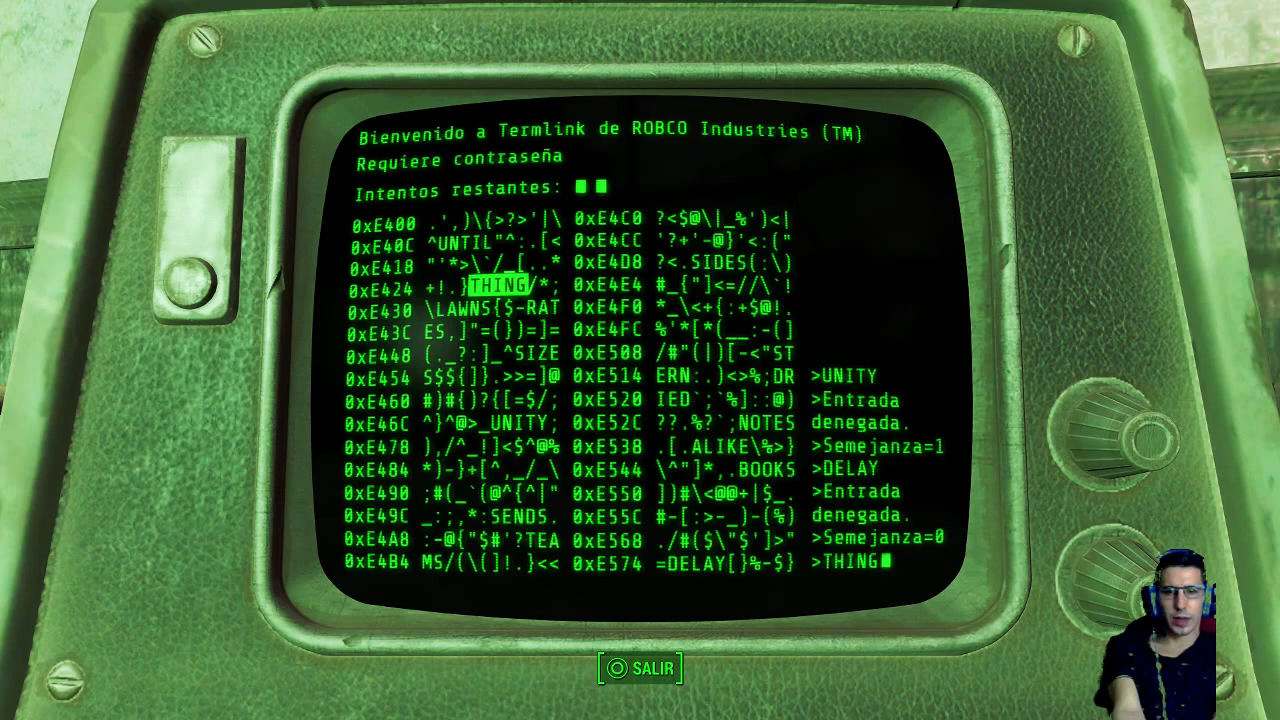 Bienvenido a Termlink de ROBCO Industries (TM)
Requiere contraseña
Intentos restantes:
0xE400 .',)\{>?>'|\ 0xE4C0 ?<$@\|_%')<|
0xE40C ^UNTIL"^:.[< 0xE4CC '?+'-@}'<:("
0xE418 "'*>\`/_[..* 0xE4D8 ?<.SIDES(:\)
0xE424 +!.}THING/*; 0xE4E4 #_{"]<=//\`!
0xE430 \LAWNS{$-RAT 0xE4F0 *_\<+{:+$@!.
0xE43C ES,]"=(})=]= 0xE4FC %'*[*(__:-(]
0xE448 (._?:]_^SIZE 0xE508 /#"(|)[-<"ST
0xE454 S$${]}.>>=]@ 0xE514 ERN:.)<>%;DR >UNITY
0xE460 #)#{)?{[=$/; 0xE520 IED`;`%]::@) >Entrada
0xE46C ^}^@>_UNITY; 0xE52C ??.%?`;NOTES denegada.
0xE478 ),/^_!]<$^@% 0xE538 .[.ALIKE\%>} >Semejanza=1
0xE484 *)-}+[^,_/_\ 0xE544 \^"]*,.BOOKS >DELAY
0xE490 ;#(_`(@^{^|" 0xE550 ])#\<@@+|$_. >Entrada
0xE49C _:;,*:SENDS. 0xE55C #-[:>-_)-(%) denegada.
0xE4A8 :-@{"$#'?TEA 0xE568 ./#($\"$']>" >Semejanza=0
0xE4B4 MS/(\(]!.}<< 0xE574 =DELAY[}%-$} >THING
SALIR